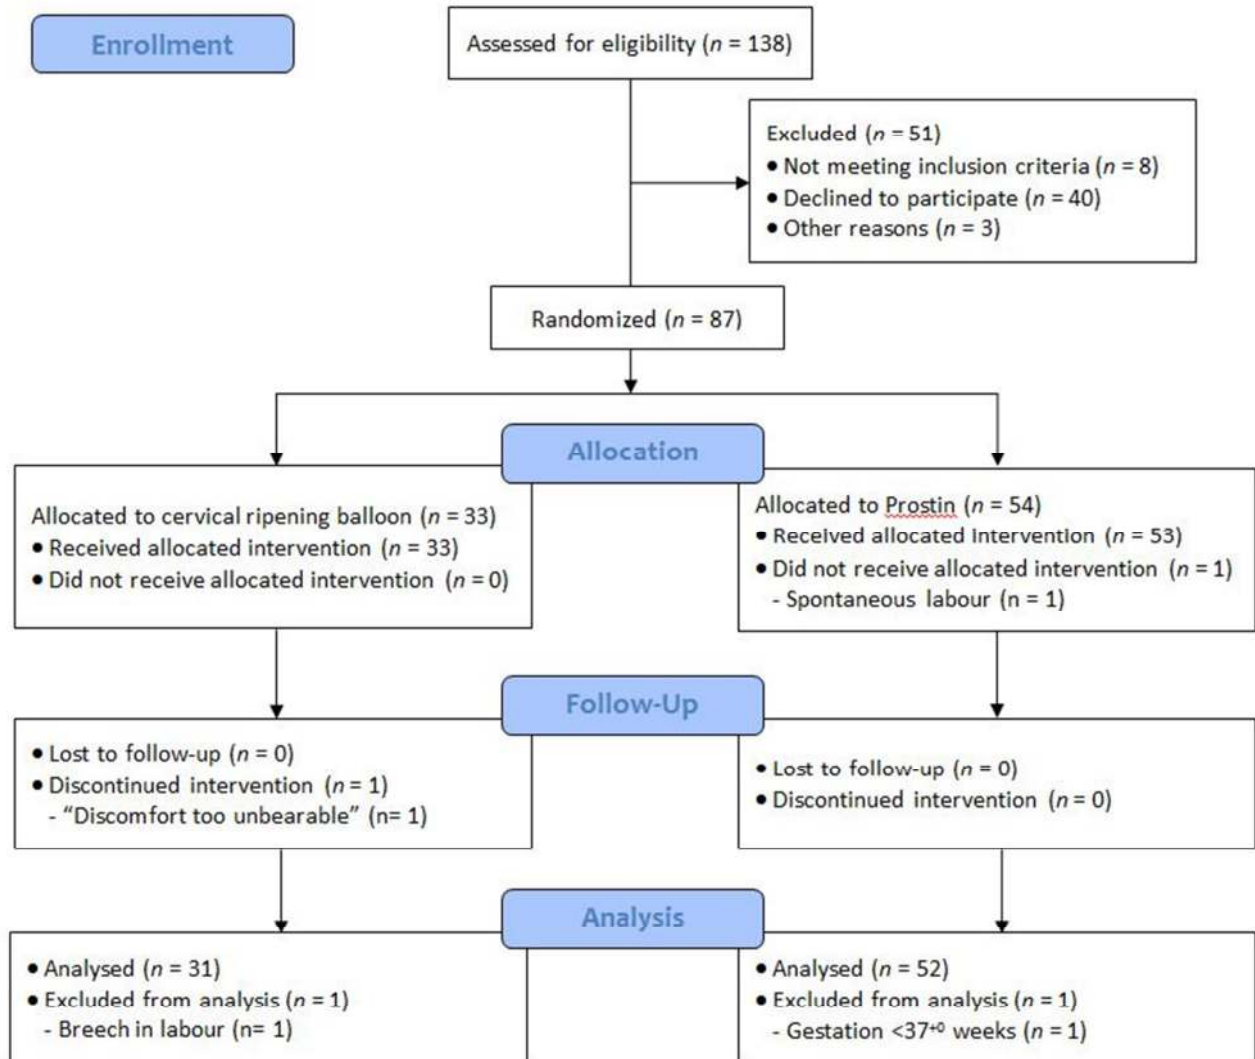 Enrollment
Assessed for eligibility (n = 138)
Excluded (n = 51)
• Not meeting inclusion criteria (n = 8)
• Declined to participate (n = 40)
• Other reasons (n = 3)
Randomized (n = 87)
Allocation
Allocated to cervical ripening balloon (n = 33)
• Received allocated intervention (n = 33)
• Did not receive allocated intervention (n = 0)
Allocated to Prostin (n = 54)
• Received allocated intervention (n = 53)
• Did not receive allocated intervention (n = 1)
- Spontaneous labour (n = 1)
Follow-Up
• Lost to follow-up (n = 0)
• Discontinued intervention (n = 1)
- “Discomfort too unbearable” (n= 1)
• Lost to follow-up (n = 0)
• Discontinued intervention (n = 0)
Analysis
• Analysed (n = 31)
• Excluded from analysis (n = 1)
- Breech in labour (n= 1)
• Analysed (n = 52)
• Excluded from analysis (n = 1)
- Gestation <37⁺⁰ weeks (n = 1)